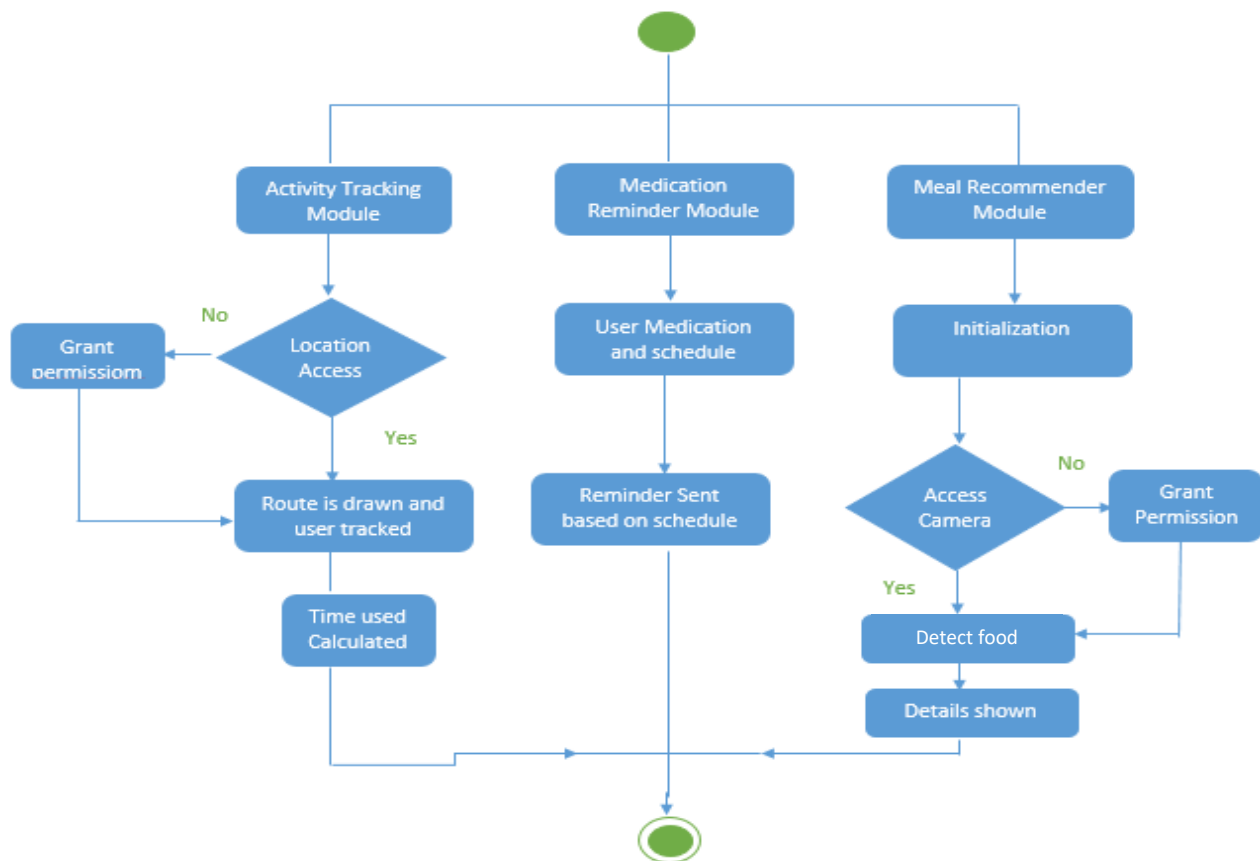 Activity Tracking
Module
Medication
Reminder Module
Meal Recommender
Module
No
Grant
permissiom
Location
Access
User Medication
and schedule
Initialization
Yes
No
Route is drawn and
user tracked
Reminder Sent
based on schedule
Access
Camera
Grant
Permission
Yes
Time used
Calculated
Detect food
Details shown